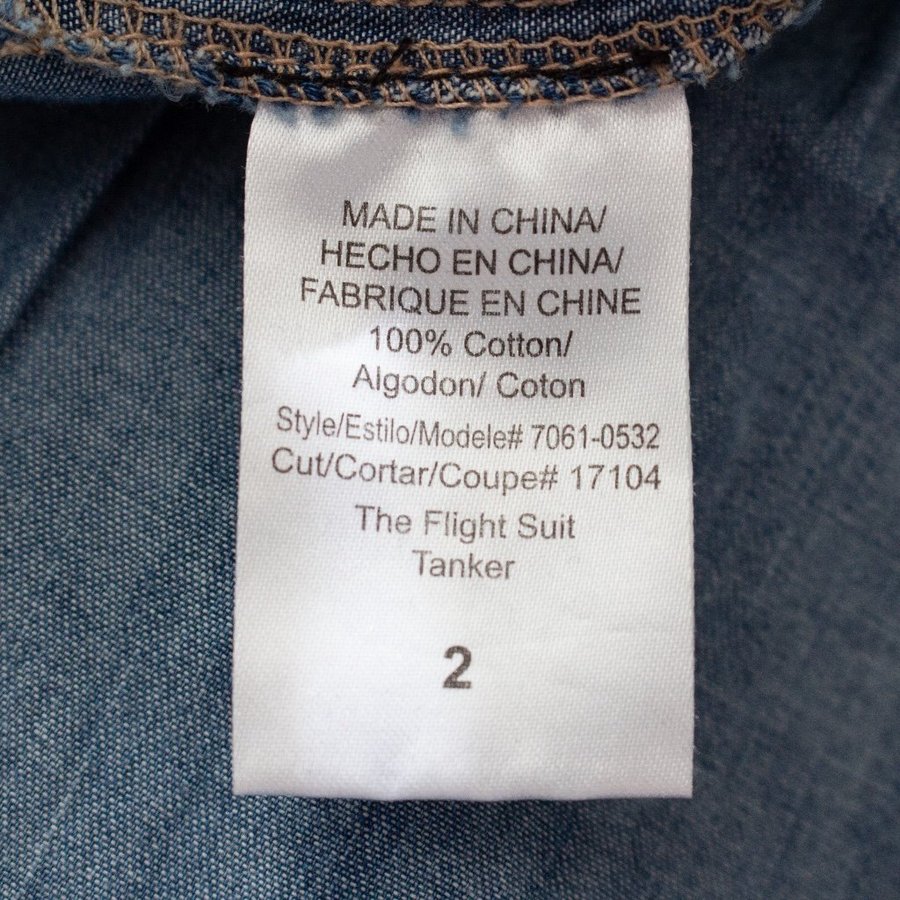 MADE IN CHINA/
HECHO EN CHINA/
FABRIQUE EN CHINE
100% Cotton/
Algodon/ Coton
Style/Estilo/Modele# 7061-0532
Cut/Cortar/Coupe# 17104
The Flight Suit
Tanker
2